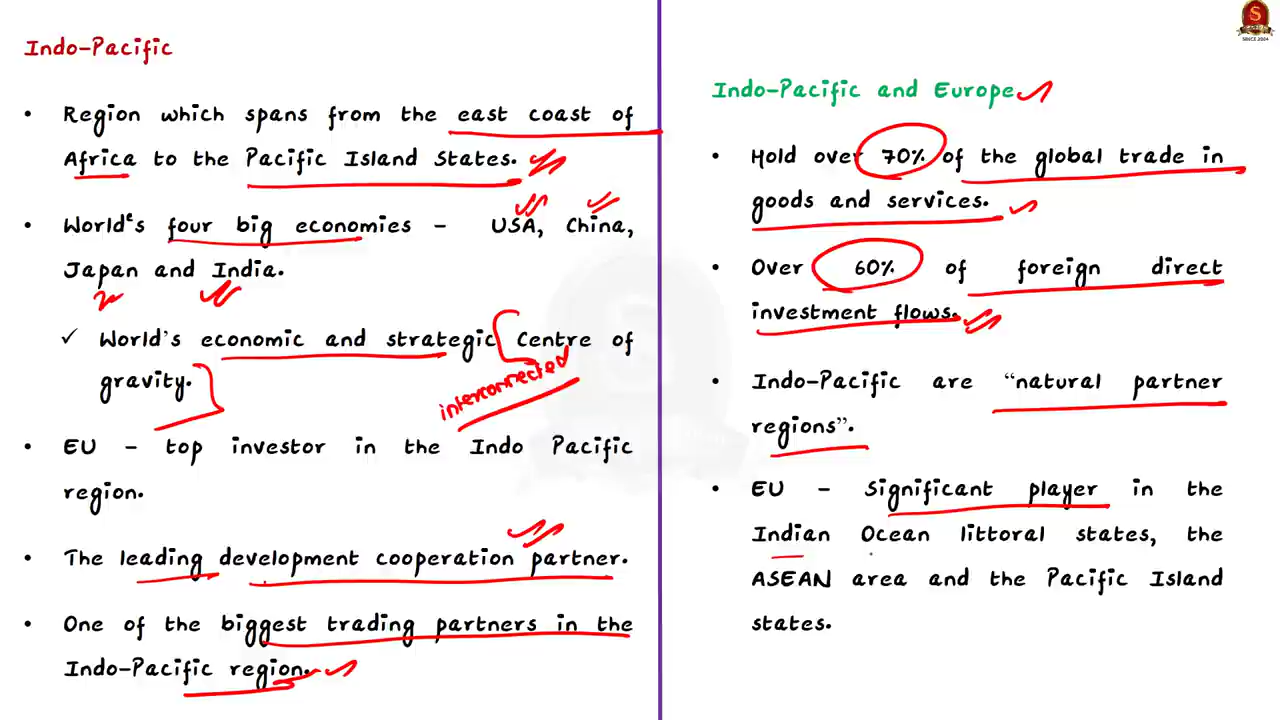 Indo-Pacific
• Region which spans from the east coast of
Africa to the Pacific Island States.
• World's four big economies – USA, China,
Japan and India.
✓ World's economic and strategic Centre of
gravity.
interconnected
• EU – top investor in the Indo Pacific
region.
• The leading development cooperation partner.
• One of the biggest trading partners in the
Indo-Pacific region.
Indo-Pacific and Europe
• Hold over 70% of the global trade in
goods and services.
• Over 60% of foreign direct
investment flows.
• Indo-Pacific are "natural partner
regions".
• EU – Significant player in the
Indian Ocean littoral states, the
ASEAN area and the Pacific Island
states.
S
SINCE 2004